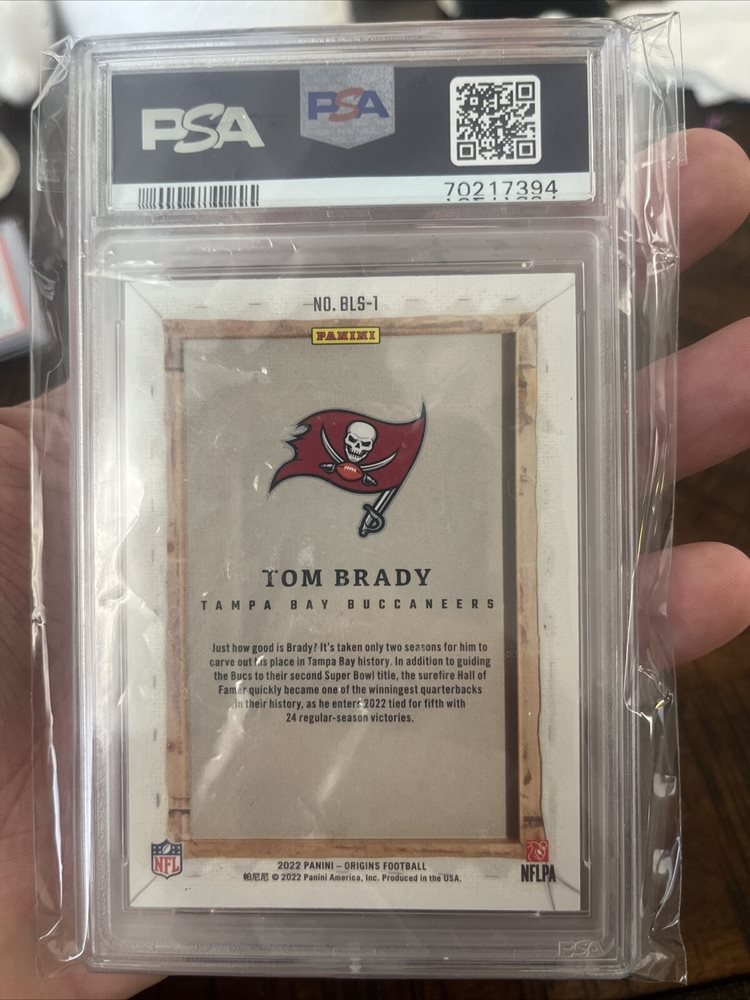 PSA
PSA
70217394
NO. BLS-1
PANINI
TOM BRADY
TAMPA BAY BUCCANEERS
Just how good is Brady? It's taken only two seasons for him to
carve out his place in Tampa Bay history. In addition to guiding
the Bucs to their second Super Bowl title, the surefire Hall of
Famer quickly became one of the winningest quarterbacks
in their history, as he enters 2022 tied for fifth with
24 regular-season victories.
NFL
2022 PANINI – ORIGINS FOOTBALL
帕尼尼 © 2022 Panini America, Inc. Produced in the USA.
NFLPA
PSA